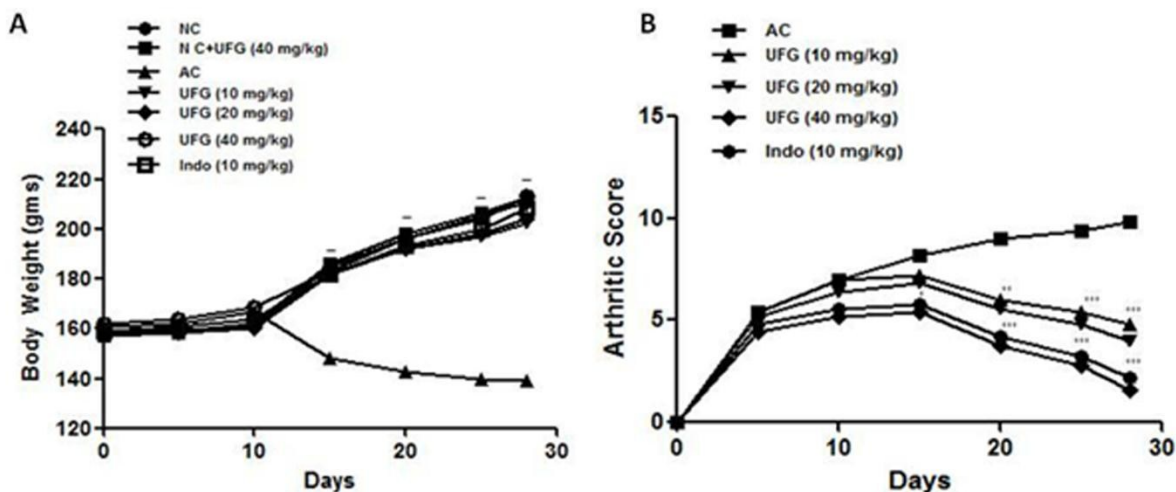 A
NC
N C+UFG (40 mg/kg)
AC
UFG (10 mg/kg)
UFG (20 mg/kg)
UFG (40 mg/kg)
Indo (10 mg/kg)
240
220
200
180
160
140
120
Body Weight (gms)
0
10
20
30
Days
B
AC
UFG (10 mg/kg)
UFG (20 mg/kg)
UFG (40 mg/kg)
Indo (10 mg/kg)
15
10
5
0
Arthritic Score
0
10
20
30
Days